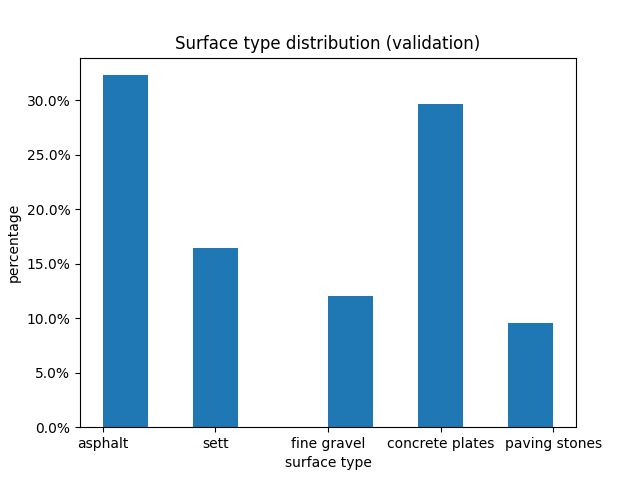 Surface type distribution (validation)
30.0%
25.0%
20.0%
15.0%
10.0%
5.0%
0.0%
percentage
asphalt sett fine gravel concrete plates paving stones
surface type